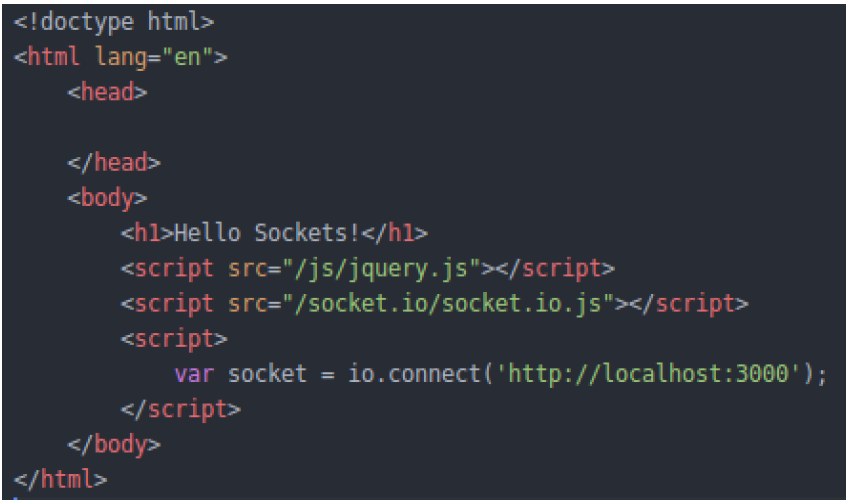 <!doctype html>
<html lang="en">
    <head>

    </head>
    <body>
        <h1>Hello Sockets!</h1>
        <script src="/js/jquery.js"></script>
        <script src="/socket.io/socket.io.js"></script>
        <script>
            var socket = io.connect('http://localhost:3000');
        </script>
    </body>
</html>